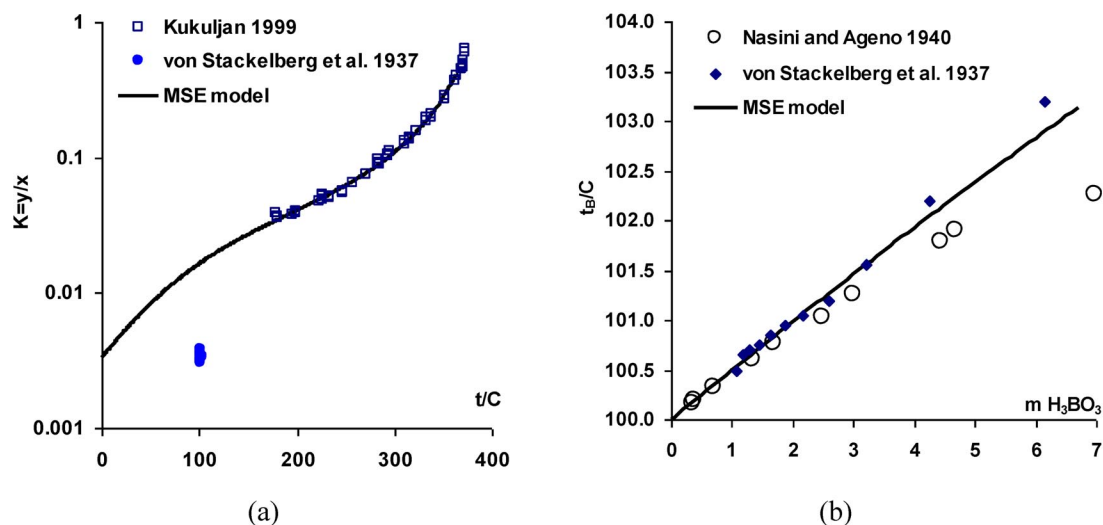 1
Kukuljan 1999
von Stackelberg et al. 1937
MSE model
0.1
K=y/x
0.01
t/C
0.001
0
100
200
300
400
(a)
104.0
Nasini and Ageno 1940
103.5
von Stackelberg et al. 1937
MSE model
103.0
102.5
t_B/C
102.0
101.5
101.0
100.5
m H₃BO₃
100.0
0
1
2
3
4
5
6
7
(b)